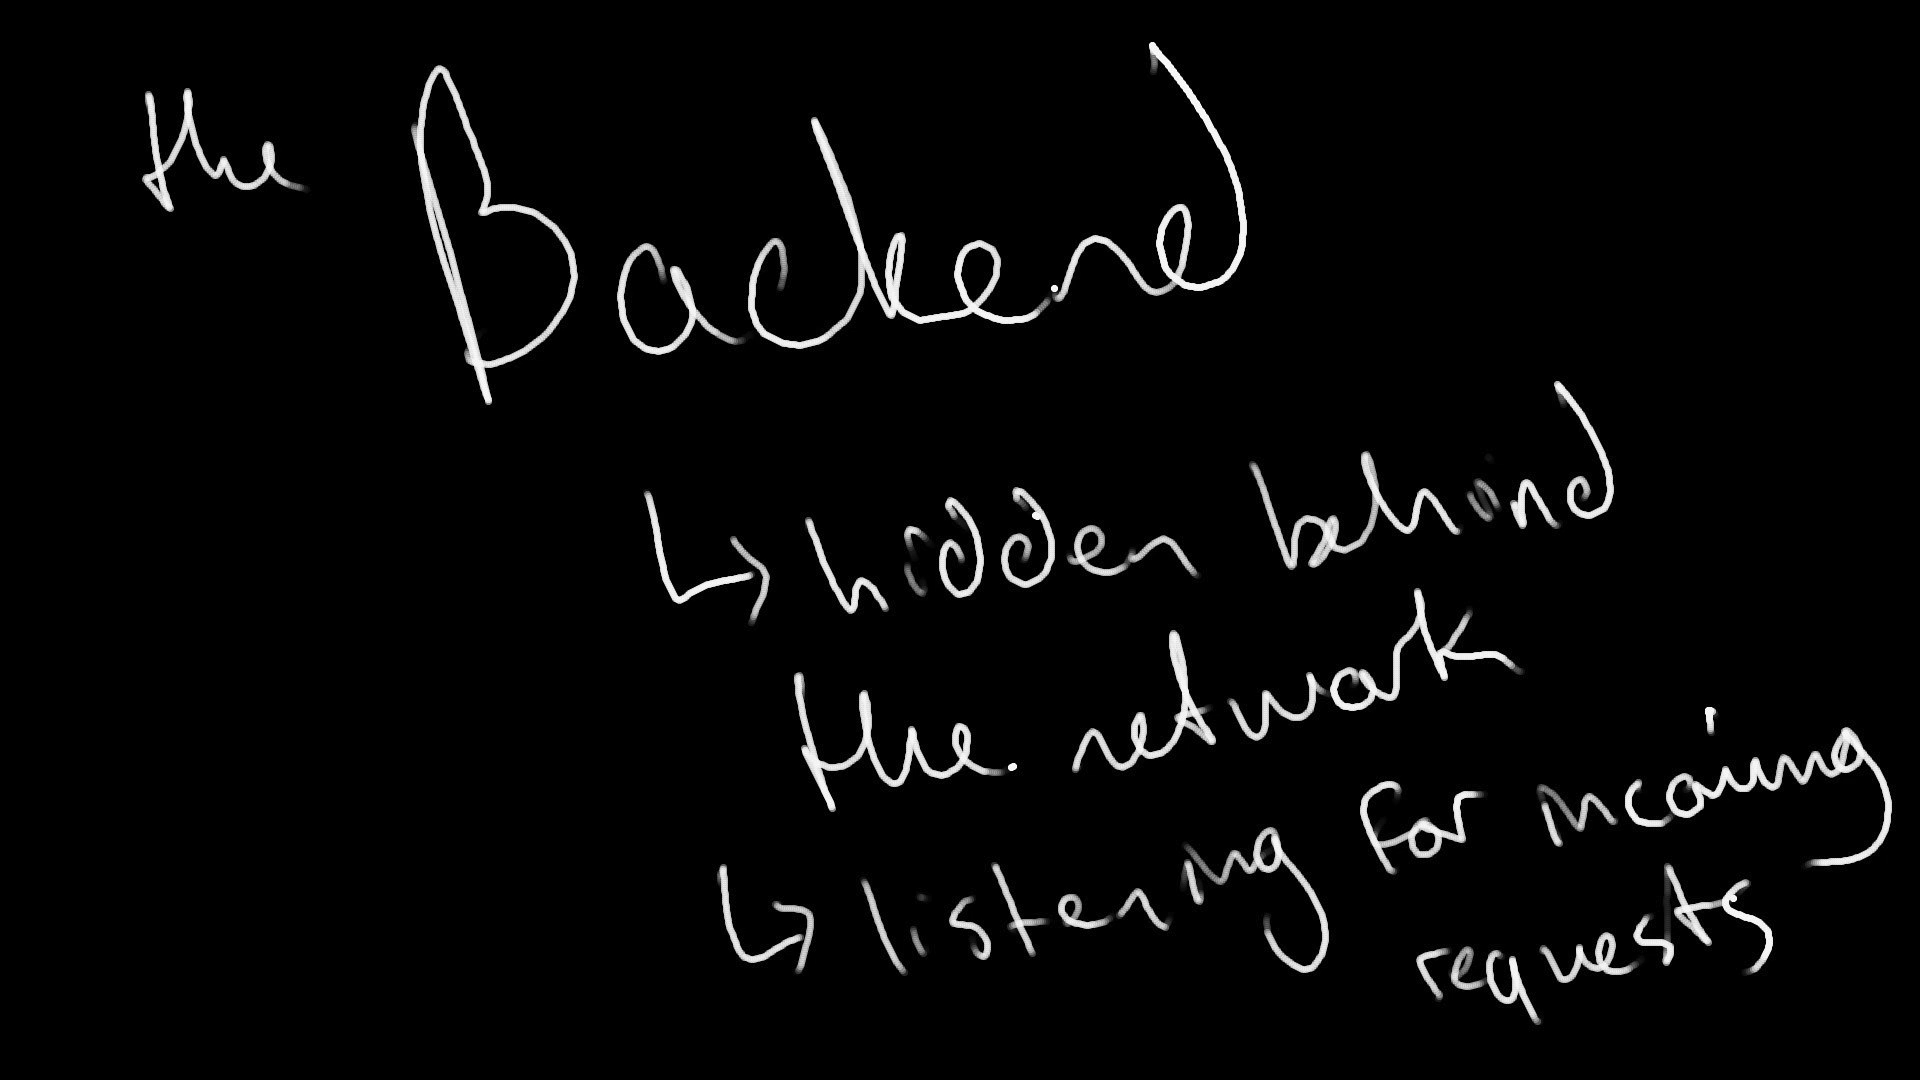 the Backend
↳ hidden behind
the network
↳ listening for incoming
requests